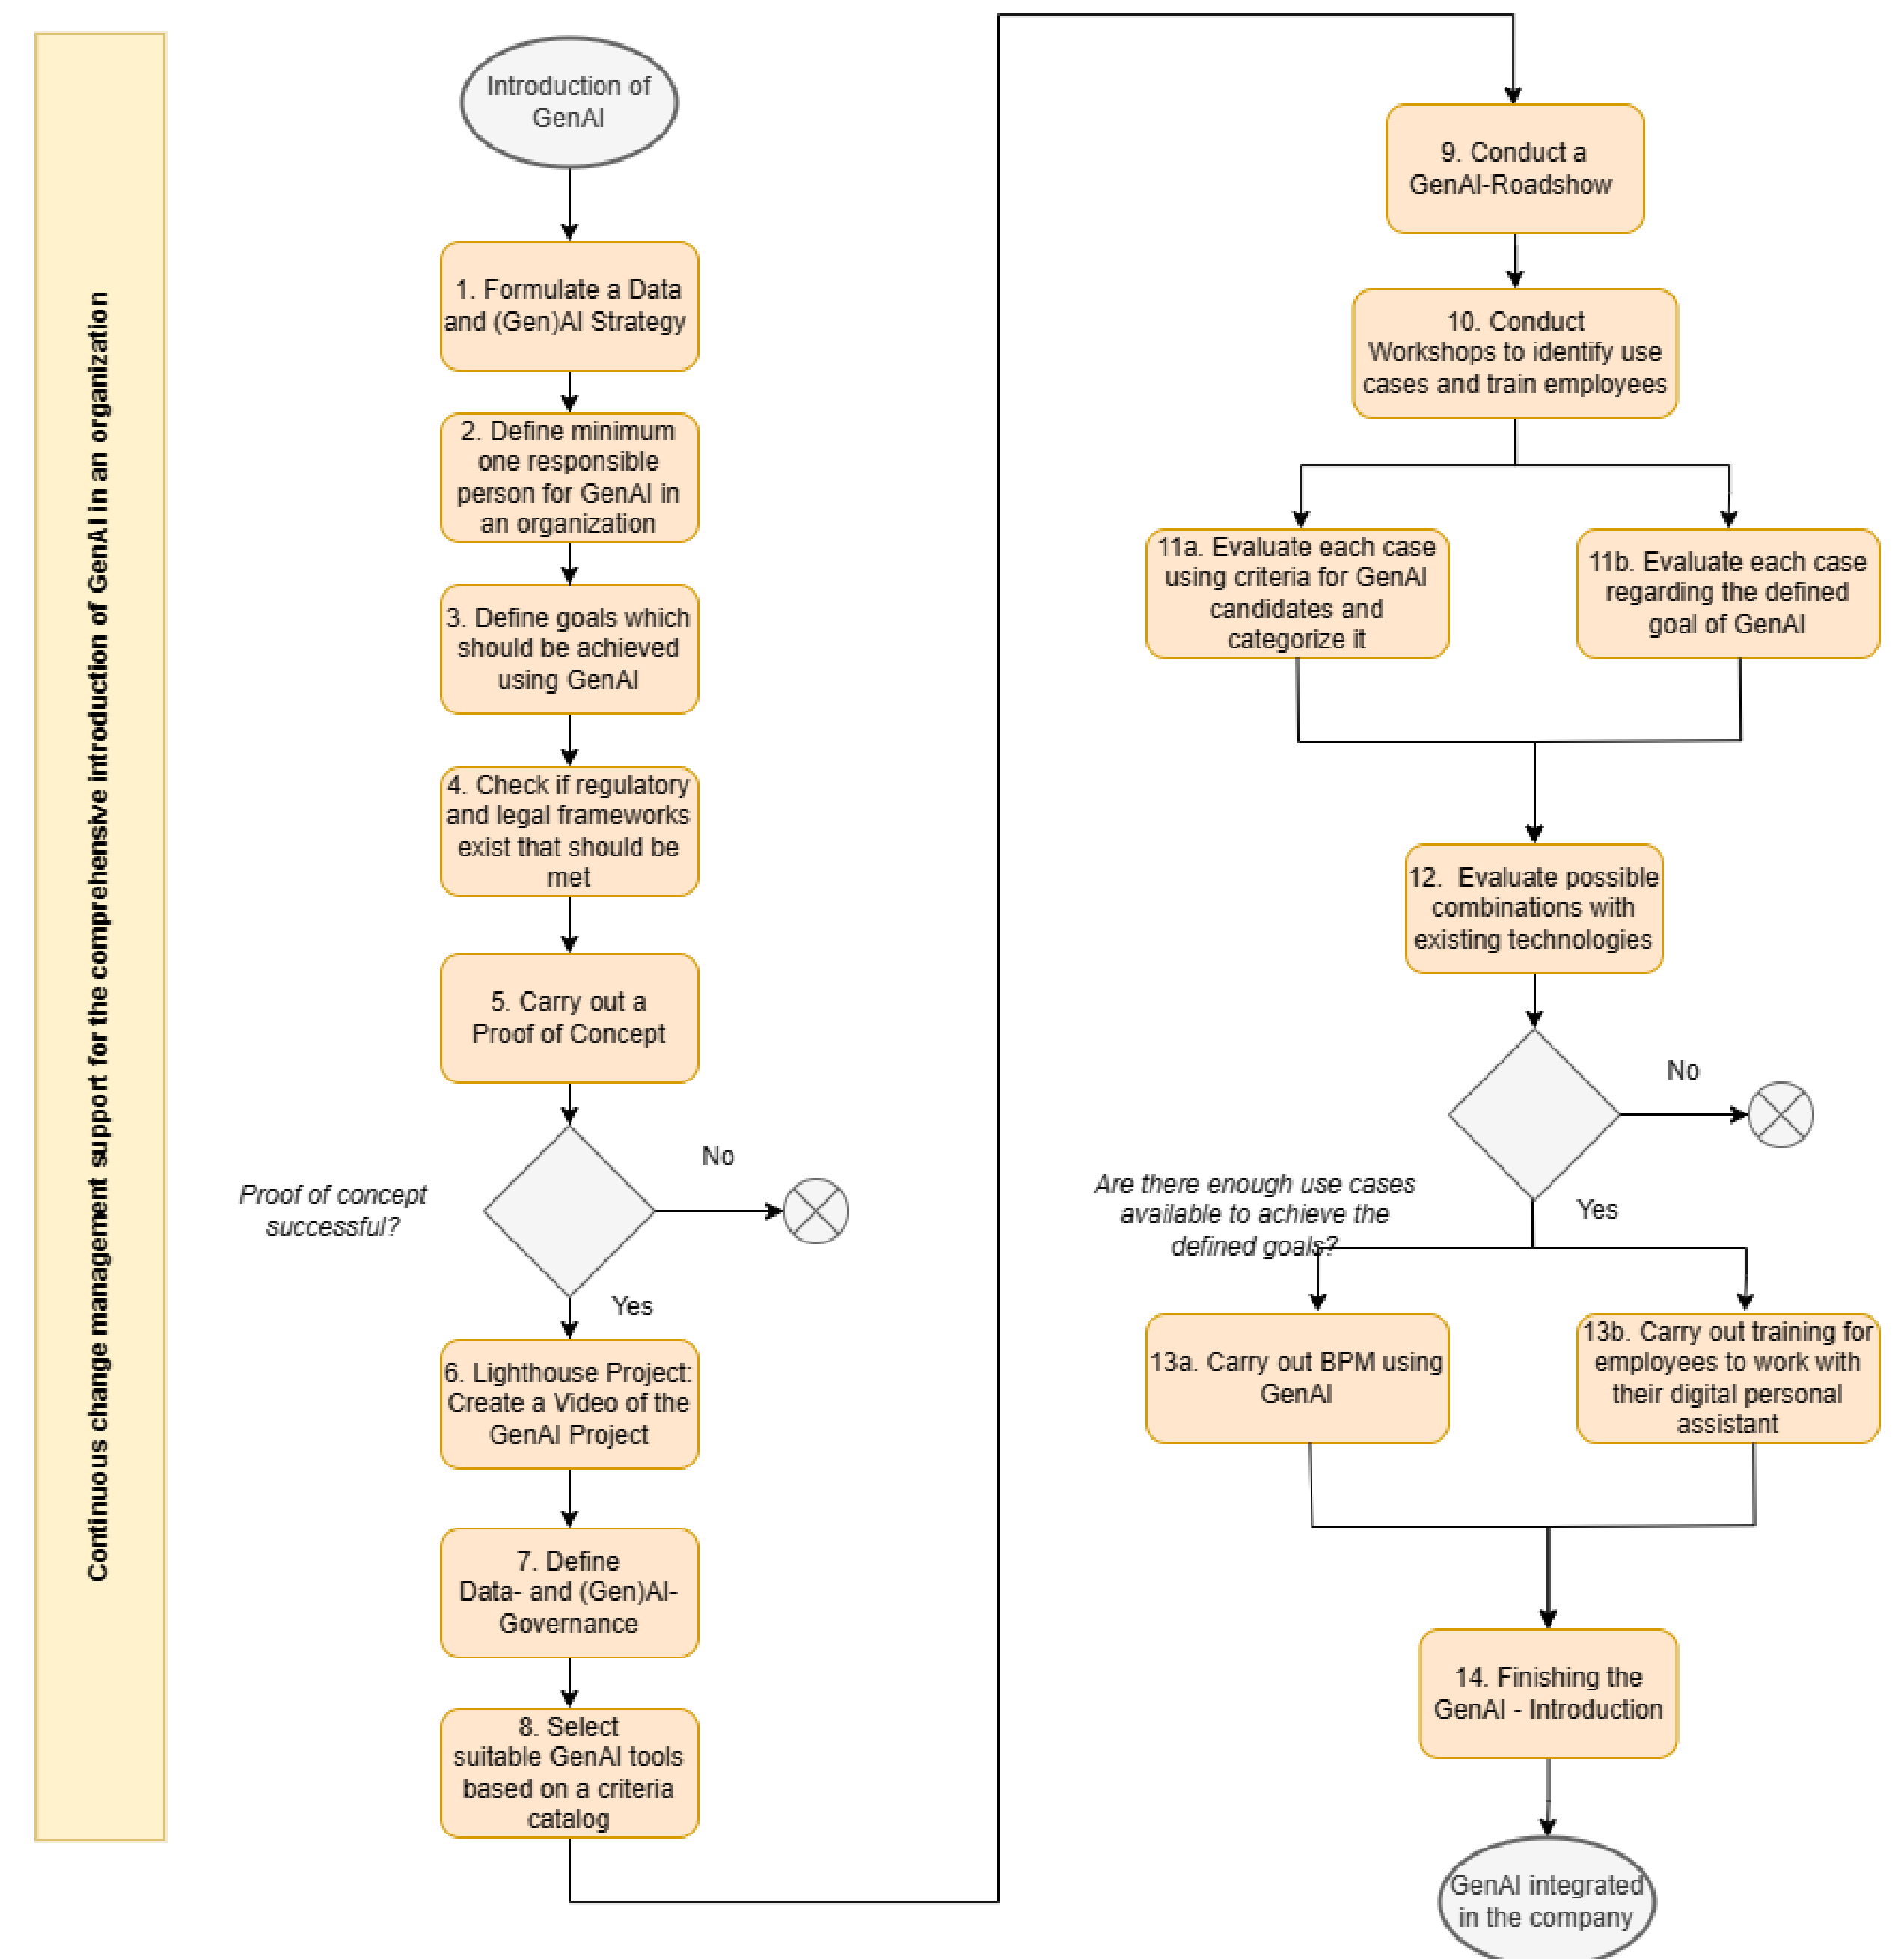 Continuous change management support for the comprehensive introduction of GenAI in an organization
Introduction of
GenAI
1. Formulate a Data
and (Gen)AI Strategy
2. Define minimum
one responsible
person for GenAI in
an organization
3. Define goals which
should be achieved
using GenAI
4. Check if regulatory
and legal frameworks
exist that should be
met
5. Carry out a
Proof of Concept
Proof of concept
successful?
No
Yes
6. Lighthouse Project:
Create a Video of the
GenAI Project
7. Define
Data- and (Gen)AI-
Governance
8. Select
suitable GenAI tools
based on a criteria
catalog
9. Conduct a
GenAI-Roadshow
10. Conduct
Workshops to identify use
cases and train employees
11a. Evaluate each case
using criteria for GenAI
candidates and
categorize it
11b. Evaluate each case
regarding the defined
goal of GenAI
12. Evaluate possible
combinations with
existing technologies
No
Are there enough use cases
available to achieve the
defined goals?
Yes
13a. Carry out BPM using
GenAI
13b. Carry out training for
employees to work with
their digital personal
assistant
14. Finishing the
GenAI - Introduction
GenAI integrated
in the company